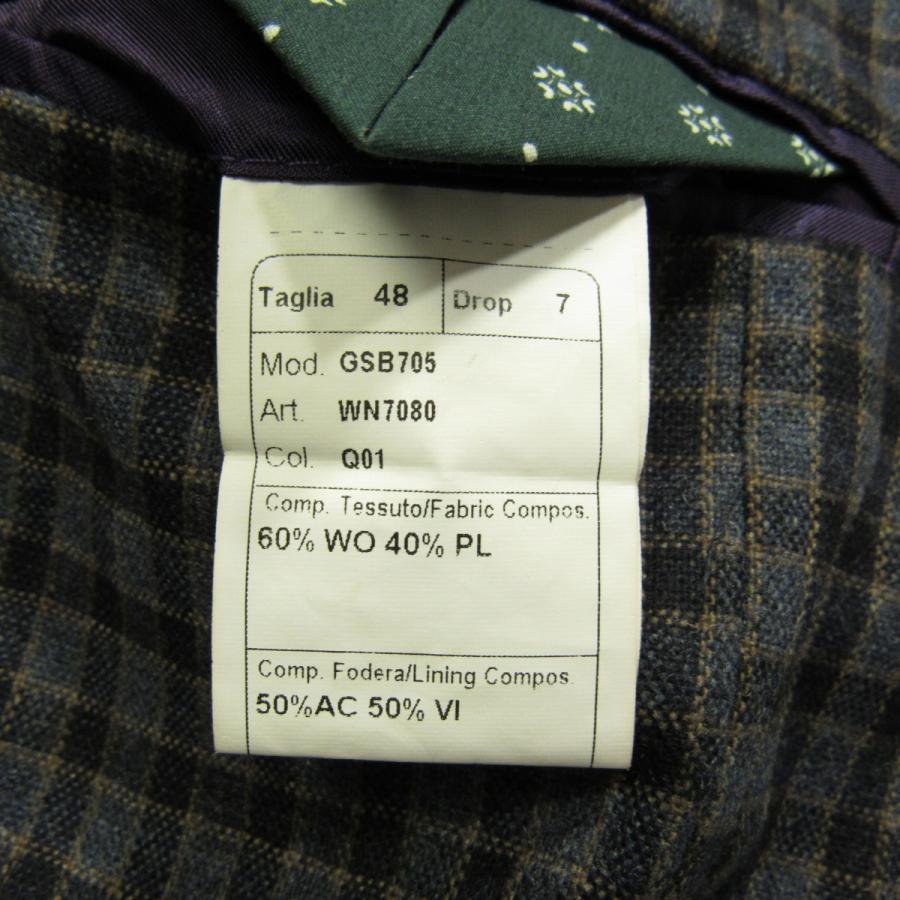 Taglia 48 Drop 7
Mod. GSB705
Art. WN7080
Col. Q01
Comp. Tessuto/Fabric Compos.
60% WO 40% PL
Comp. Fodera/Lining Compos.
50%AC 50% VI